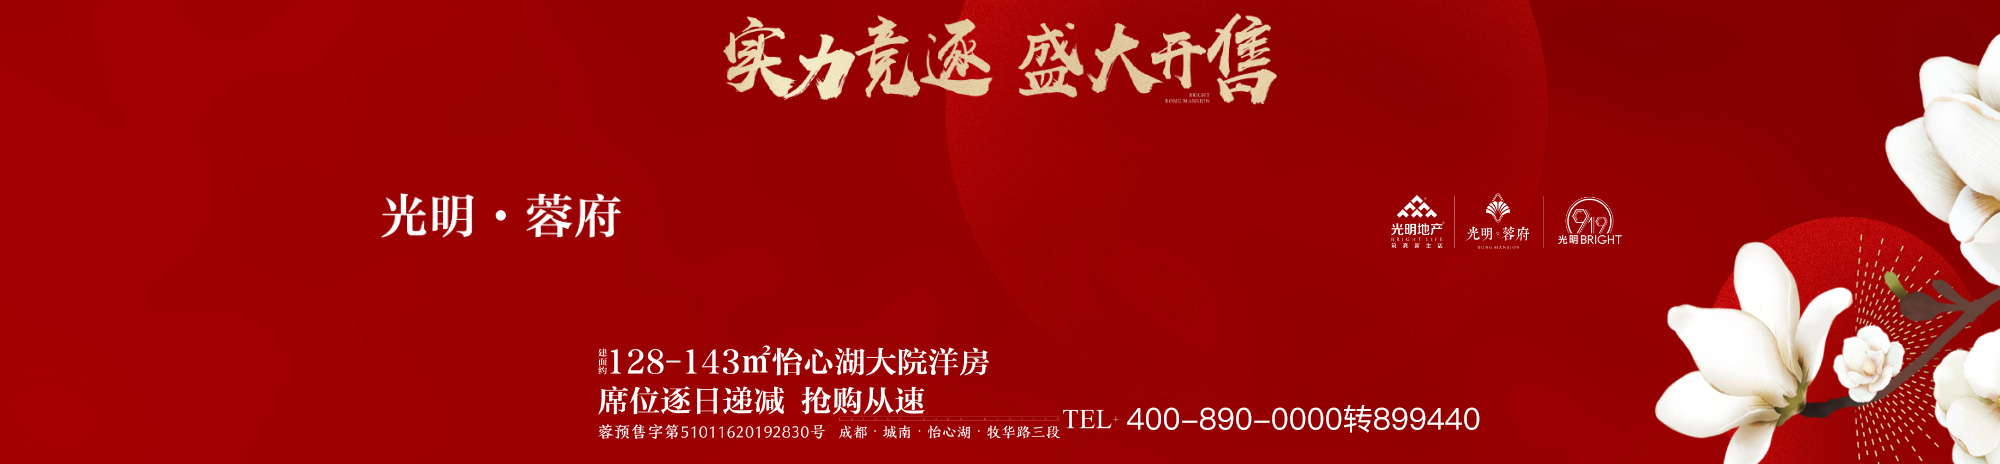 实力竞逐 盛大开售
BRIGHT
RONG MANSION
光明·蓉府
光明地产
BRIGHT LIFE
光明·蓉府
RONG MANSION
919
光明BRIGHT
建面约128-143㎡怡心湖大院洋房
席位逐日递减 抢购从速
蓉预售字第51011620192830号 成都·城南·怡心湖·牧华路三段
TEL+ 400-890-0000转899440